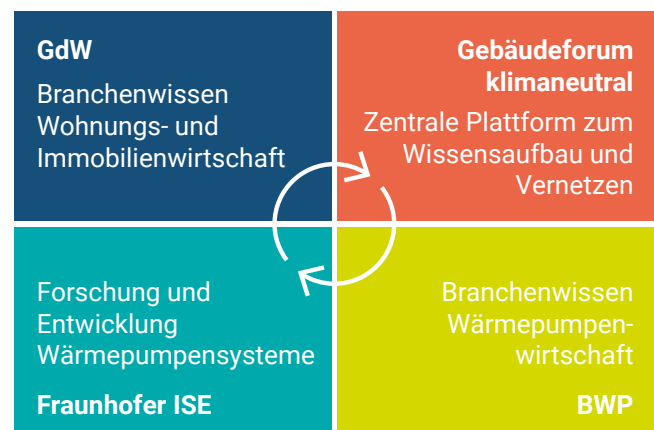 GdW
Branchenwissen
Wohnungs- und
Immobilienwirtschaft
Gebäudeforum
klimaneutral
Zentrale Plattform zum
Wissensaufbau und
Vernetzen
Forschung und
Entwicklung
Wärmepumpensysteme
Fraunhofer ISE
Branchenwissen
Wärmepumpen-
wirtschaft
BWP